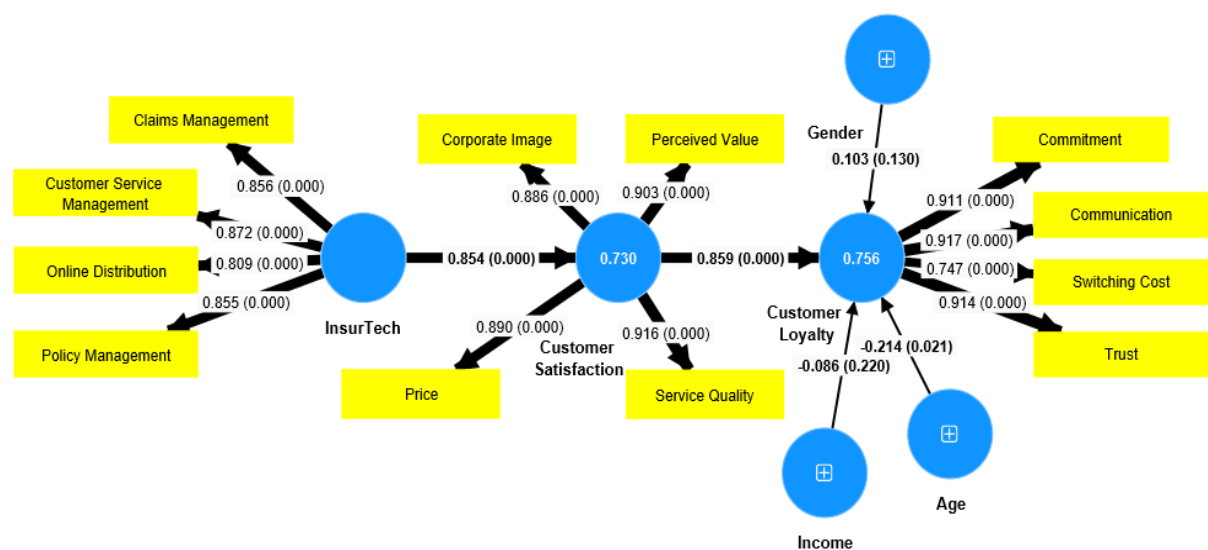 Claims Management
Corporate Image
Perceived Value
Gender
Commitment
0.103 (0.130)
0.856 (0.000)
0.886 (0.000)
0.903 (0.000)
0.911 (0.000)
Customer Service
Management
0.872 (0.000)
Communication
0.917 (0.000)
Online Distribution
0.809 (0.000)
0.854 (0.000)
0.730
0.859 (0.000)
0.756
0.747 (0.000)
Switching Cost
0.855 (0.000)
0.914 (0.000)
InsurTech
Customer
Loyalty
0.890 (0.000)
0.916 (0.000)
Customer
Satisfaction
-0.214 (0.021)
-0.086 (0.220)
Policy Management
Trust
Price
Service Quality
Age
Income